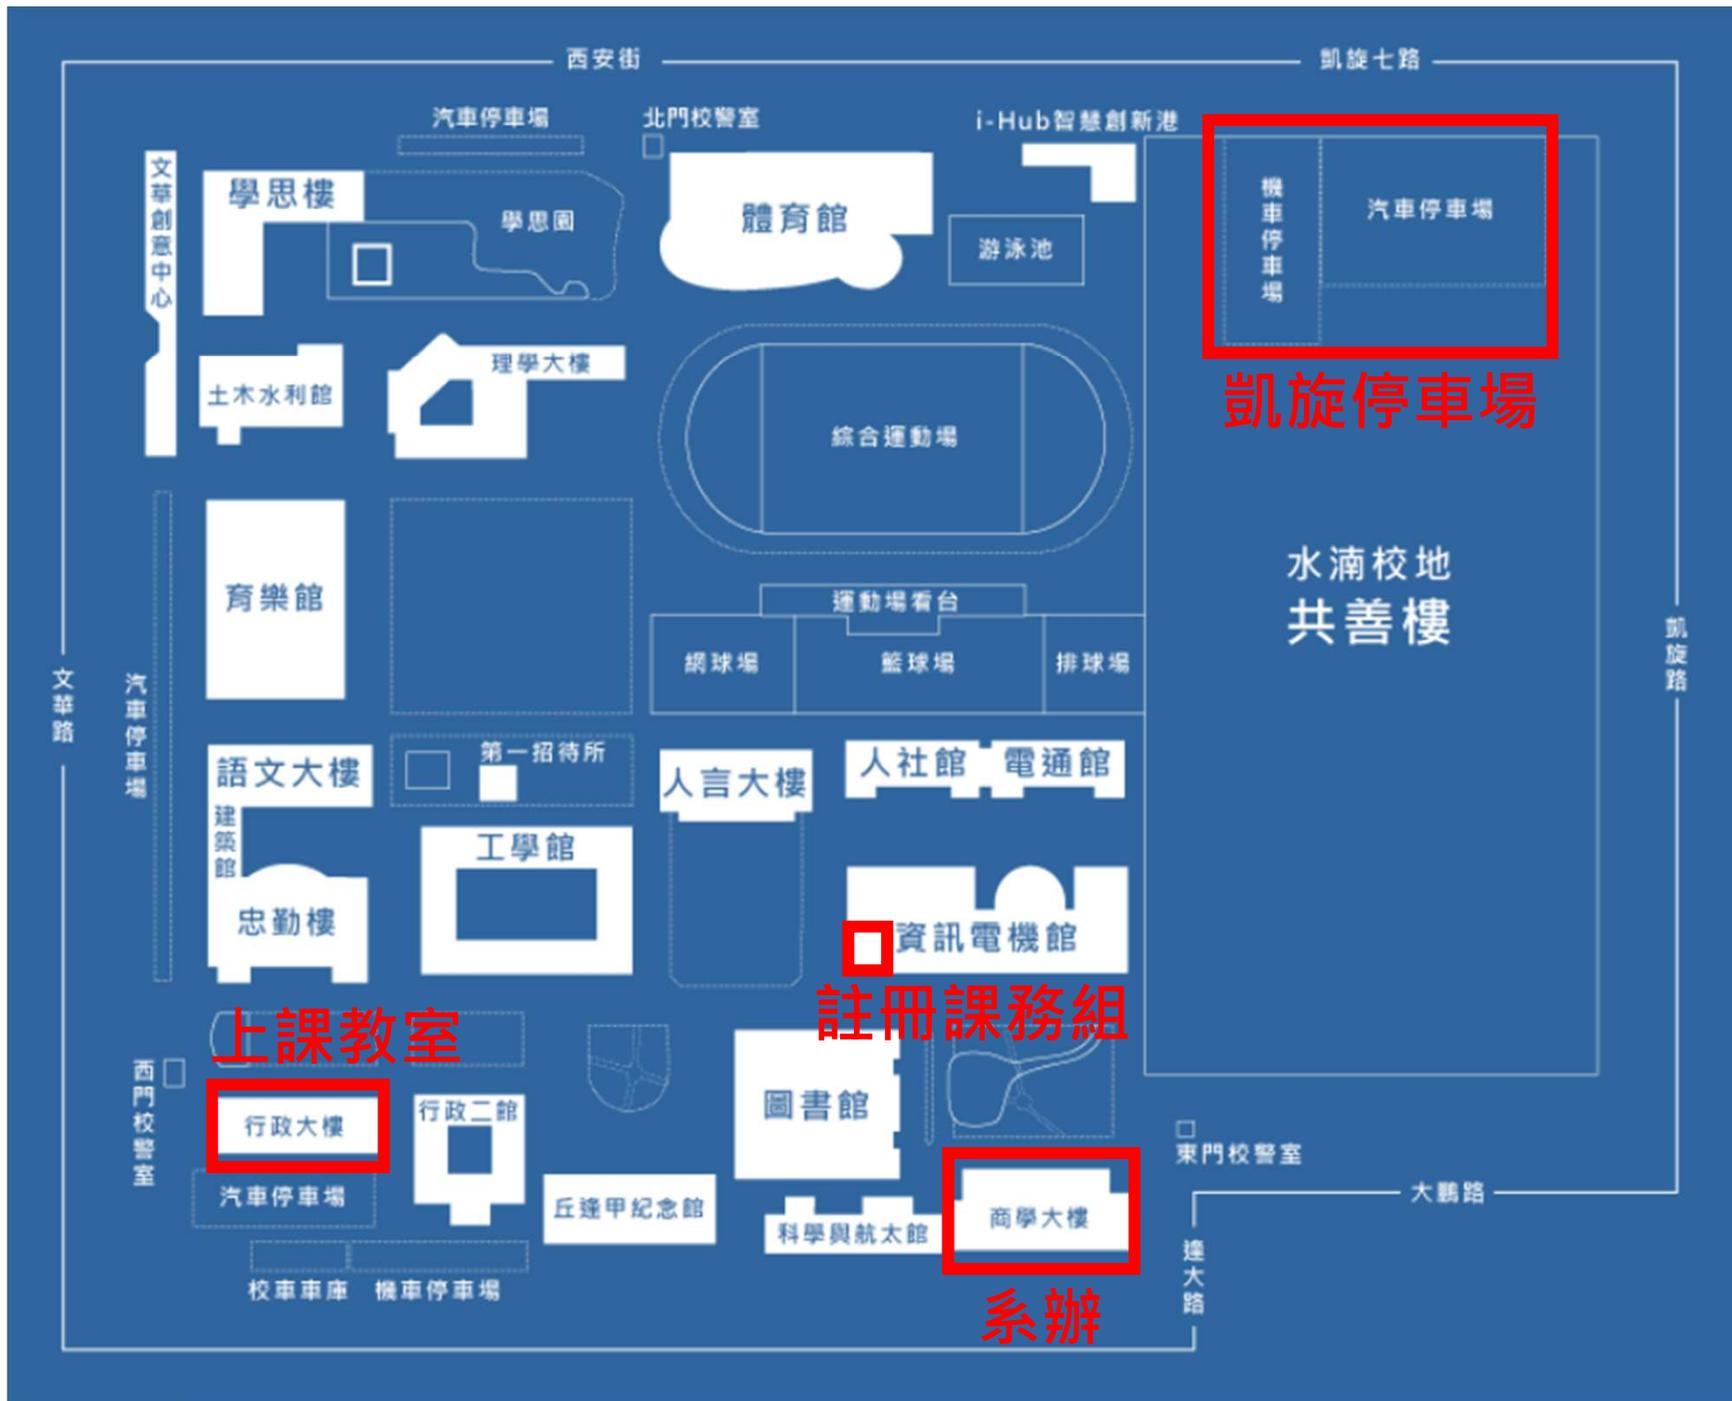 西安街
凱旋七路
汽車停車場
北門校警室
i-Hub智慧創新港
文華創意中心
學思樓
學思園
體育館
游泳池
機車停車場
汽車停車場
凱旋停車場
土木水利館
理學大樓
綜合運動場
水湳校地
共善樓
育樂館
運動場看台
網球場
籃球場
排球場
文華路
汽車停車場
凱旋路
語文大樓
第一招待所
人言大樓
人社館
電通館
建築館
工學館
忠勤樓
資訊電機館
註冊課務組
上課教室
西門校警室
行政大樓
行政二館
圖書館
東門校警室
汽車停車場
丘逢甲紀念館
科學與航太館
商學大樓
大鵬路
逢大路
校車車庫
機車停車場
系辦